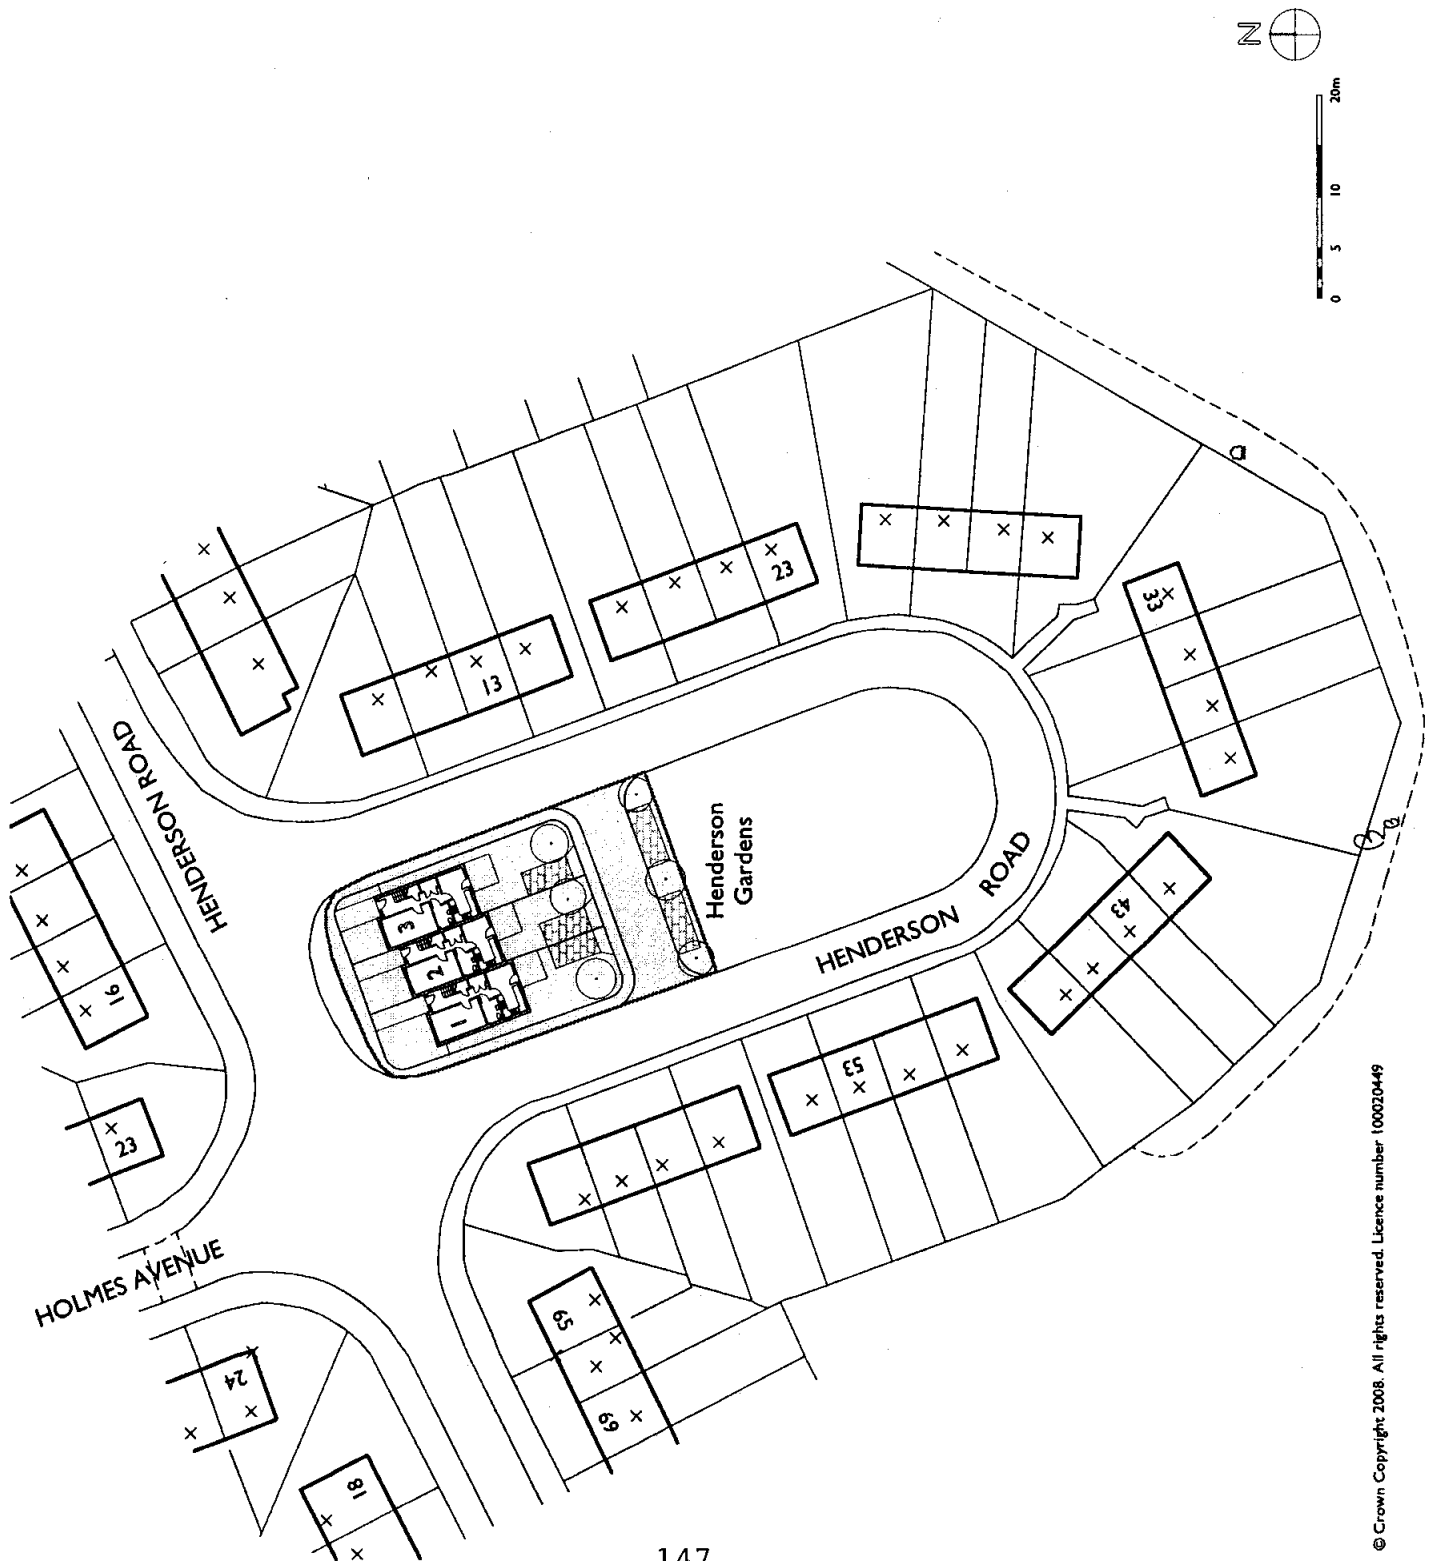 N
20m
10
5
0
33
23
13
HENDERSON ROAD
Henderson
Gardens
3
2
1
ROAD
HENDERSON
43
16
53
23
HOLMES AVENUE
65
24
69
81
© Crown Copyright 2008. All rights reserved. Licence number 100020449
147